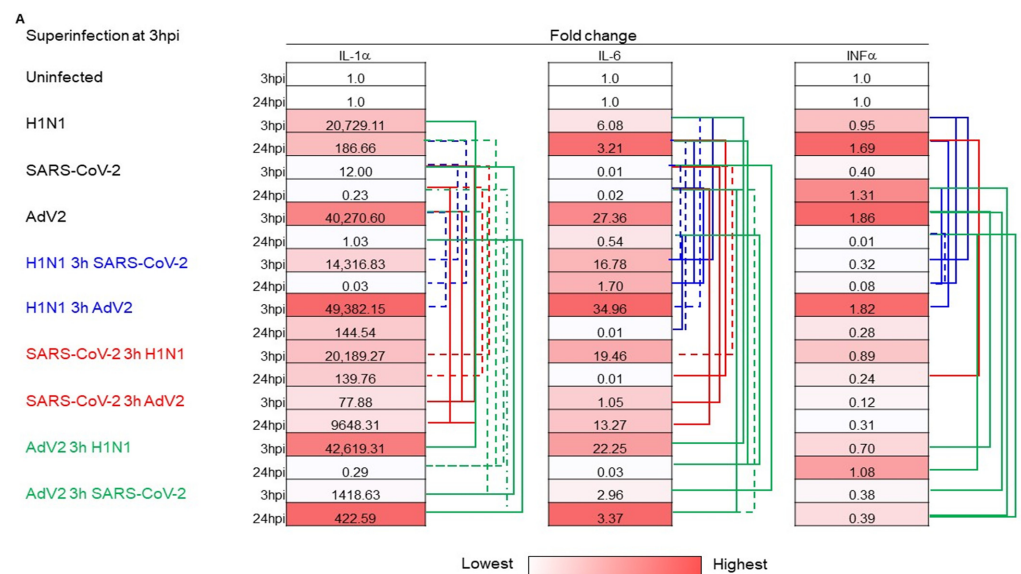 A
Superinfection at 3hpi
Fold change
IL-1α IL-6 INFα
Uninfected 3hpi 1.0 1.0 1.0
24hpi 1.0 1.0 1.0
H1N1 3hpi 20,729.11 6.08 0.95
24hpi 186.66 3.21 1.69
SARS-CoV-2 3hpi 12.00 0.01 0.40
24hpi 0.23 0.02 1.31
AdV2 3hpi 40,270.60 27.36 1.86
24hpi 1.03 0.54 0.01
H1N1 3h SARS-CoV-2 3hpi 14,316.83 16.78 0.32
24hpi 0.03 1.70 0.08
H1N1 3h AdV2 3hpi 49,382.15 34.96 1.82
24hpi 144.54 0.01 0.28
SARS-CoV-2 3h H1N1 3hpi 20,189.27 19.46 0.89
24hpi 139.76 0.01 0.24
SARS-CoV-2 3h AdV2 3hpi 77.88 1.05 0.12
24hpi 9648.31 13.27 0.31
AdV2 3h H1N1 3hpi 42,619.31 22.25 0.70
24hpi 0.29 0.03 1.08
AdV2 3h SARS-CoV-2 3hpi 1418.63 2.96 0.38
24hpi 422.59 3.37 0.39
Lowest Highest